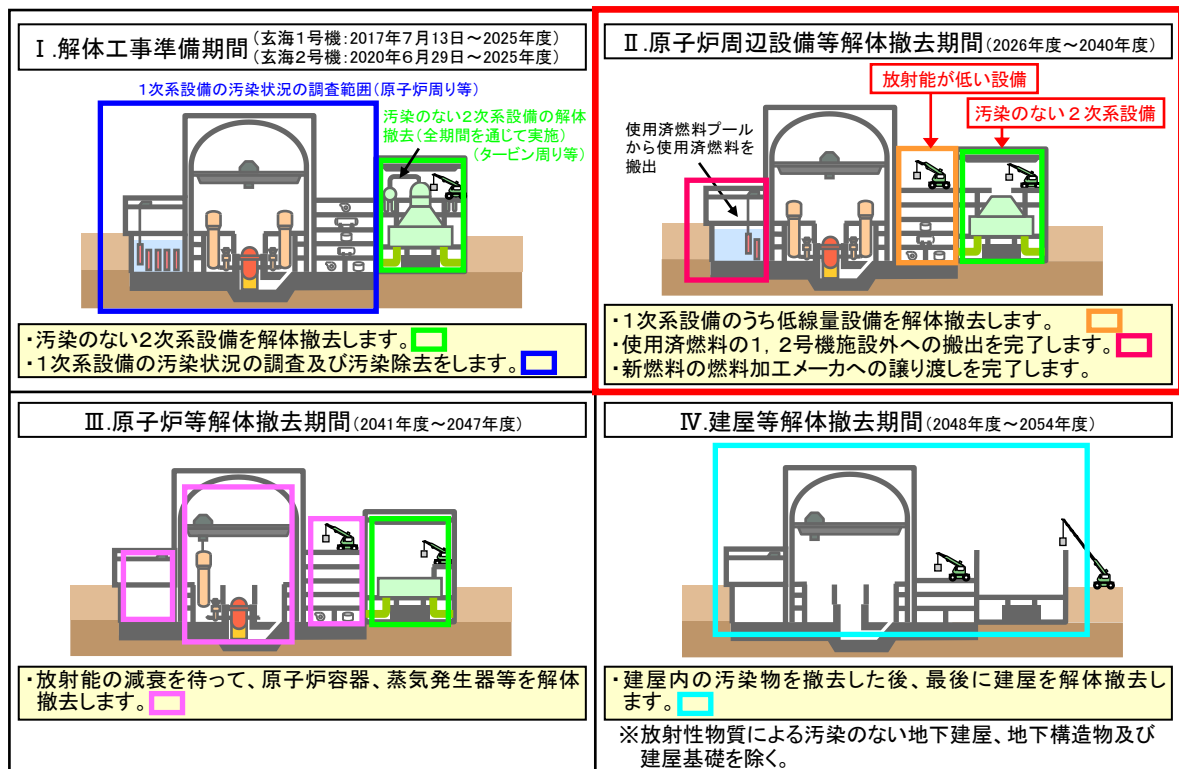 Ⅰ.解体工事準備期間(玄海1号機:2017年7月13日～2025年度)
(玄海2号機:2020年6月29日～2025年度)
1次系設備の汚染状況の調査範囲(原子炉周り等)
汚染のない2次系設備の解体
撤去(全期間を通じて実施)
(タービン周り等)
・汚染のない2次系設備を解体撤去します。
・1次系設備の汚染状況の調査及び汚染除去をします。
Ⅱ.原子炉周辺設備等解体撤去期間(2026年度～2040年度)
放射能が低い設備
汚染のない2次系設備
使用済燃料プール
から使用済燃料を
搬出
・1次系設備のうち低線量設備を解体撤去します。
・使用済燃料の1,2号機施設外への搬出を完了します。
・新燃料の燃料加工メーカへの譲り渡しを完了します。
Ⅲ.原子炉等解体撤去期間(2041年度～2047年度)
・放射能の減衰を待って、原子炉容器、蒸気発生器等を解体
撤去します。
Ⅳ.建屋等解体撤去期間(2048年度～2054年度)
・建屋内の汚染物を撤去した後、最後に建屋を解体撤去し
ます。
※放射性物質による汚染のない地下建屋、地下構造物及び
建屋基礎を除く。